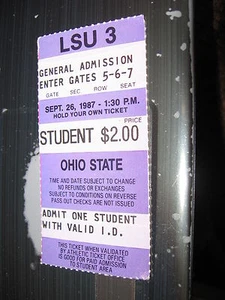 LSU 3
GENERAL ADMISSION
ENTER GATES 5-6-7
GATE SEC ROW SEAT
SEPT. 26, 1987 - 1:30 P.M.
HOLD YOUR OWN TICKET
PRICE
STUDENT $2.00
OHIO STATE
TIME AND DATE SUBJECT TO CHANGE
NO REFUNDS OR EXCHANGES
SUBJECT TO CONDITIONS ON REVERSE
PASS OUT CHECKS ARE NOT ISSUED
ADMIT ONE STUDENT
WITH VALID I.D.
THIS TICKET WHEN VALIDATED
BY ATHLETIC TICKET OFFICE
IS GOOD FOR PAID ADMISSION
TO STUDENT AREA